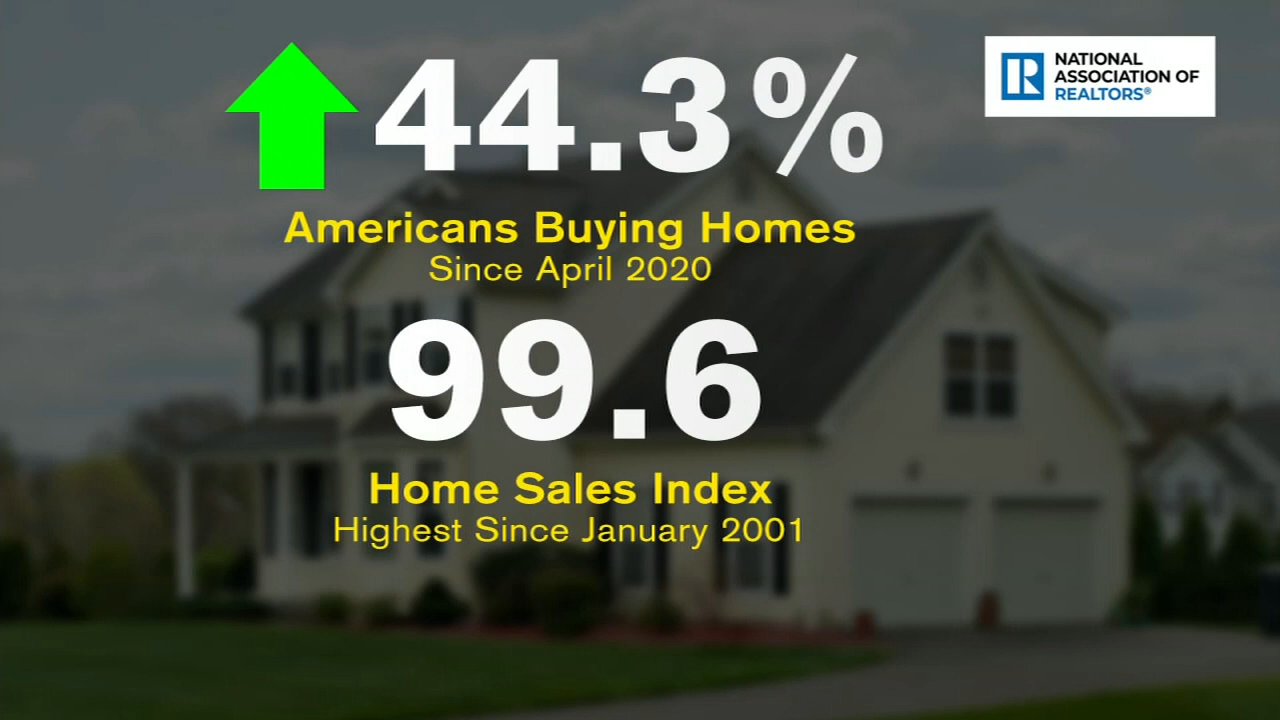 44.3%
NATIONAL
ASSOCIATION OF
REALTORS®
Americans Buying Homes
Since April 2020
99.6
Home Sales Index
Highest Since January 2001